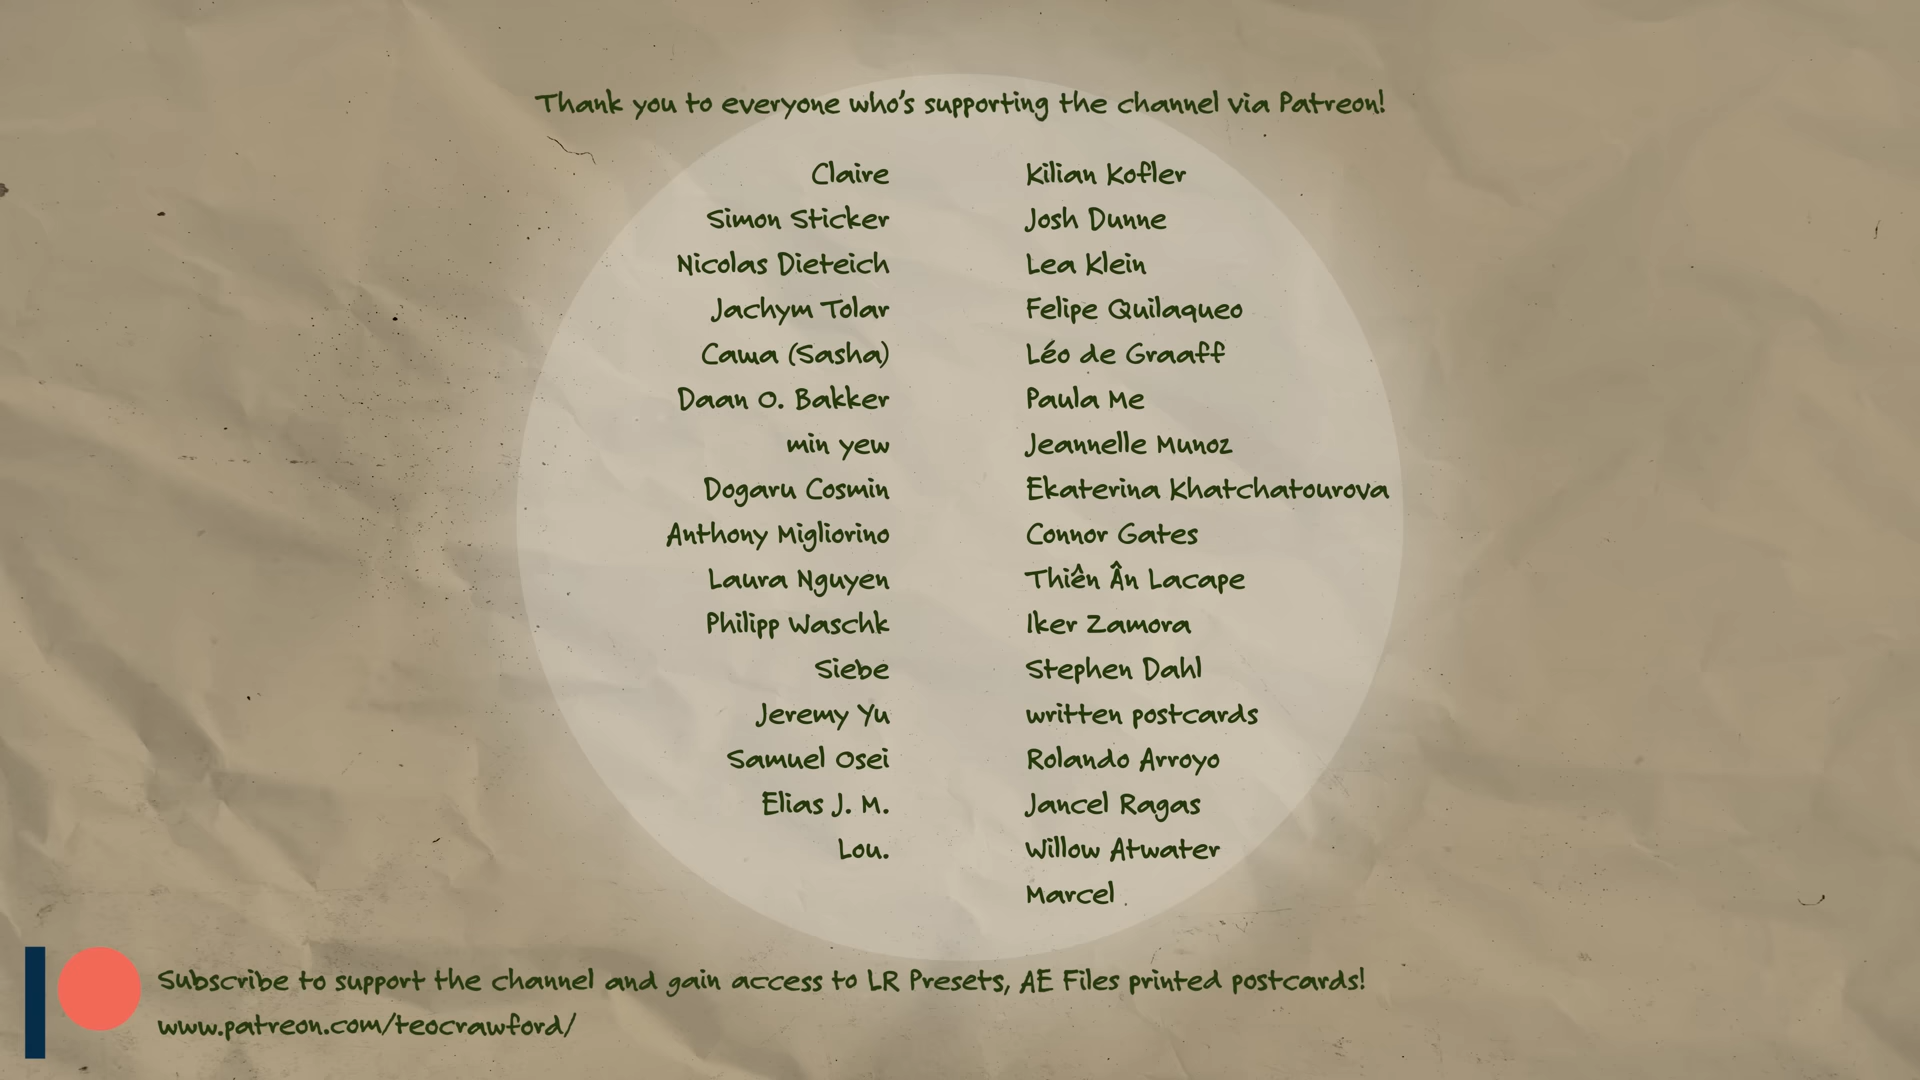 Thank you to everyone who's supporting the channel via Patreon!
Claire
Simon Sticker
Nicolas Dieteich
Jachym Tolar
Cawa (Sasha)
Daan O. Bakker
min yew
Dogaru Cosmin
Anthony Migliorino
Laura Nguyen
Philipp Waschk
Siebe
Jeremy Yu
Samuel Osei
Elias J. M.
Lou.
Kilian Kofler
Josh Dunne
Lea Klein
Felipe Quilaqueo
Léo de Graaff
Paula Me
Jeannelle Munoz
Ekaterina Khatchatourova
Connor Gates
Thiên Ân Lacape
Iker Zamora
Stephen Dahl
written postcards
Rolando Arroyo
Jancel Ragas
Willow Atwater
Marcel
Subscribe to support the channel and gain access to LR Presets, AE Files printed postcards!
www.patreon.com/teocrawford/